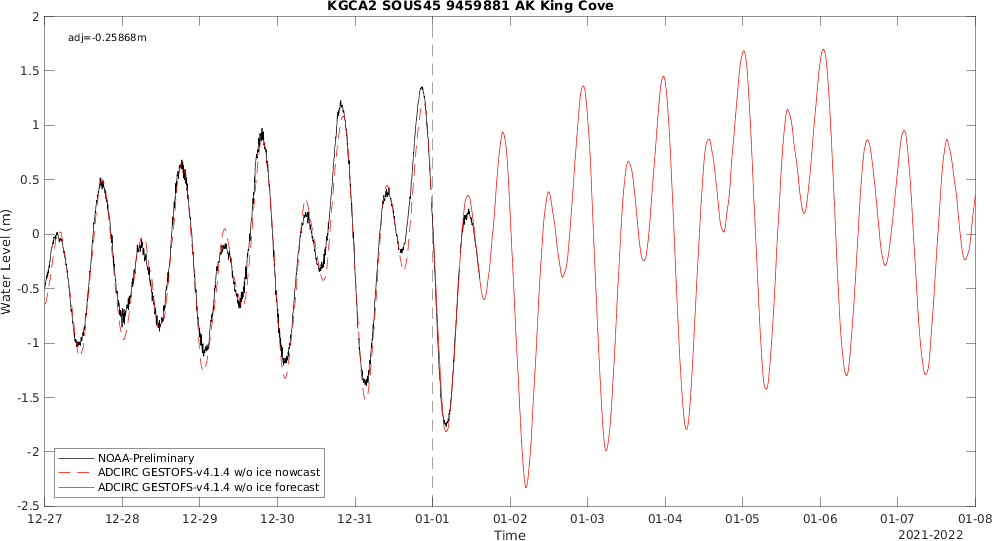 KGCA2 SOUS45 9459881 AK King Cove
adj=-0.25868m
Water Level (m)
2
1.5
1
0.5
0
-0.5
-1
-1.5
-2
-2.5
NOAA-Preliminary
ADCIRC GESTOFS-v4.1.4 w/o ice nowcast
ADCIRC GESTOFS-v4.1.4 w/o ice forecast
12-27 12-28 12-29 12-30 12-31 01-01 01-02 01-03 01-04 01-05 01-06 01-07 01-08
Time
2021-2022